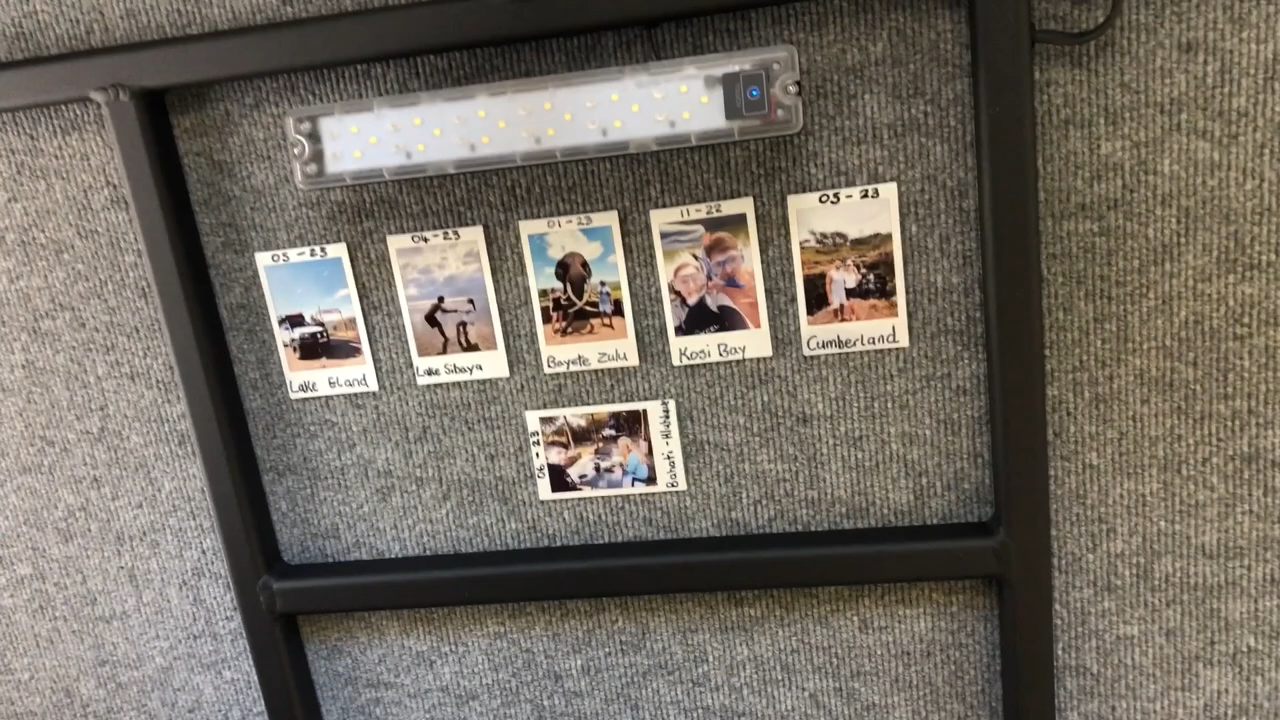 05-23
Lake Eland
04-23
Lake Sibaya
01-23
Bayete Zulu
11-22
Kosi Bay
05-23
Cumberland
06-23
Bahati -